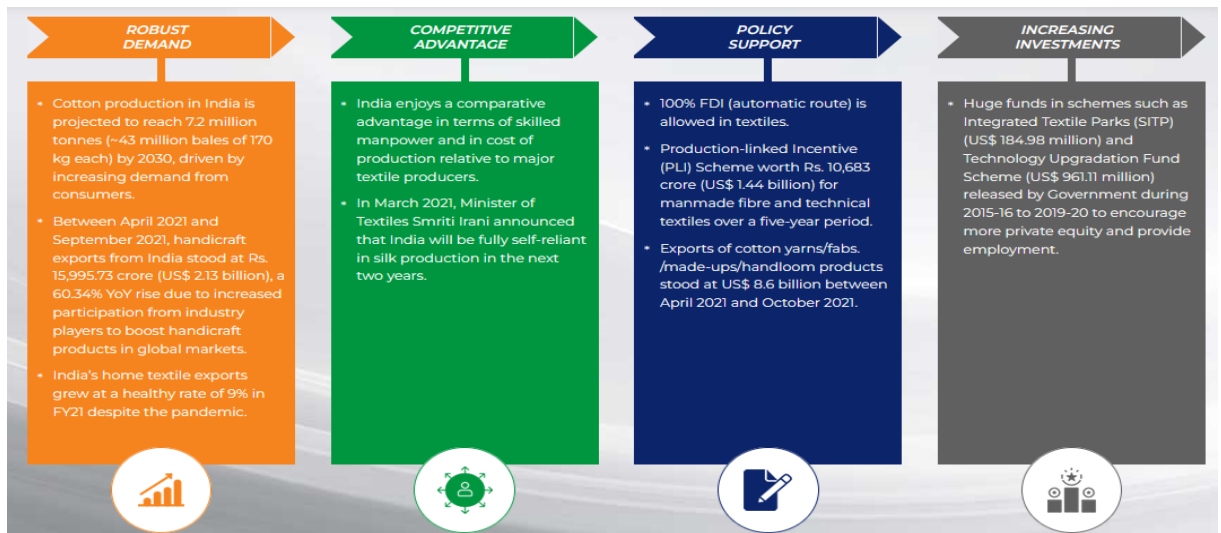 ROBUST
DEMAND
* Cotton production in India is
projected to reach 7.2 million
tonnes (~43 million bales of 170
kg each) by 2030, driven by
increasing demand from
consumers.
* Between April 2021 and
September 2021, handicraft
exports from India stood at Rs.
15,995.73 crore (US$ 2.13 billion), a
60.34% YoY rise due to increased
participation from industry
players to boost handicraft
products in global markets.
* India's home textile exports
grew at a healthy rate of 9% in
FY21 despite the pandemic.
COMPETITIVE
ADVANTAGE
* India enjoys a comparative
advantage in terms of skilled
manpower and in cost of
production relative to major
textile producers.
* In March 2021, Minister of
Textiles Smriti Irani announced
that India will be fully self-reliant
in silk production in the next
two years.
POLICY
SUPPORT
* 100% FDI (automatic route) is
allowed in textiles.
* Production-linked Incentive
(PLI) Scheme worth Rs. 10,683
crore (US$ 1.44 billion) for
manmade fibre and technical
textiles over a five-year period.
* Exports of cotton yarns/fabs.
/made-ups/handloom products
stood at US$ 8.6 billion between
April 2021 and October 2021.
INCREASING
INVESTMENTS
* Huge funds in schemes such as
Integrated Textile Parks (SITP)
(US$ 184.98 million) and
Technology Upgradation Fund
Scheme (US$ 961.11 million)
released by Government during
2015-16 to 2019-20 to encourage
more private equity and provide
employment.